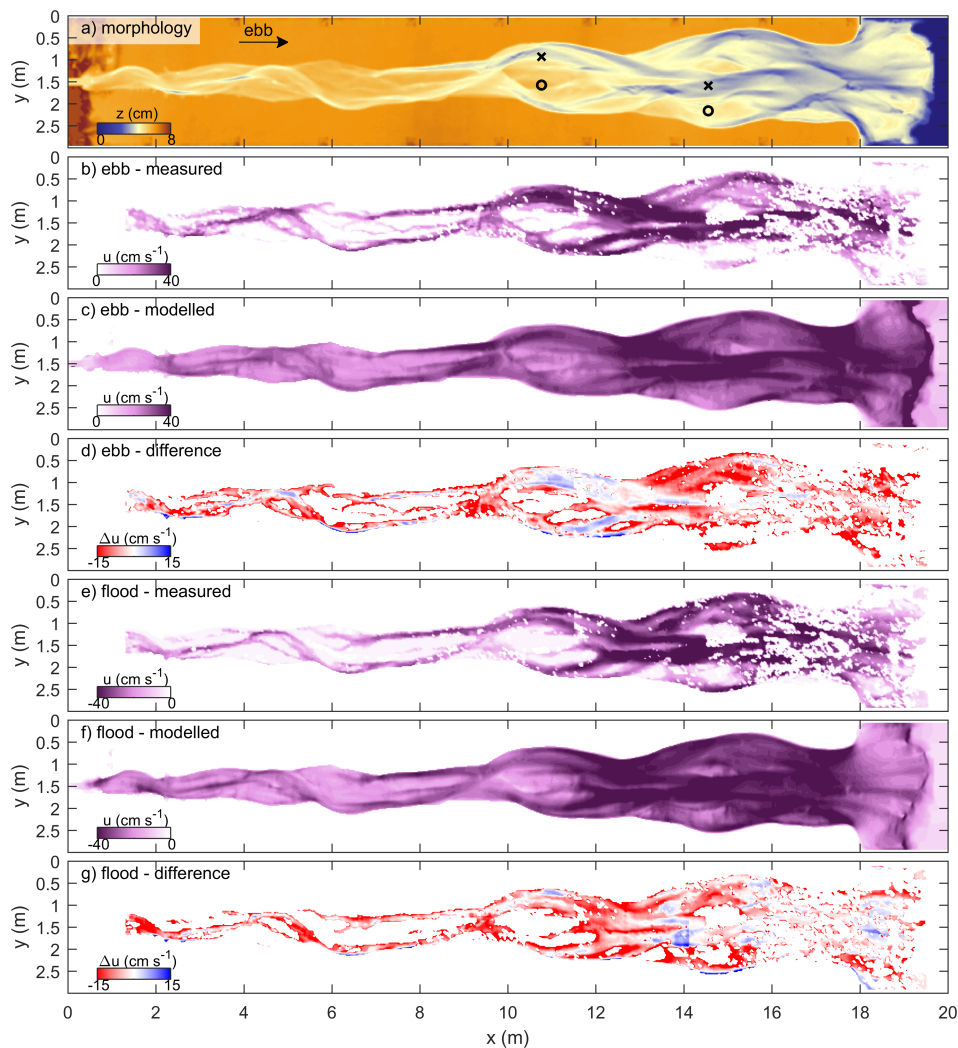 0
0.5
1
1.5
2
2.5
y (m)
a) morphology
ebb
z (cm)
0 8
0
0.5
1
1.5
2
2.5
y (m)
b) ebb - measured
u (cm s⁻¹)
0 40
0
0.5
1
1.5
2
2.5
y (m)
c) ebb - modelled
u (cm s⁻¹)
0 40
0
0.5
1
1.5
2
2.5
y (m)
d) ebb - difference
Δu (cm s⁻¹)
-15 15
0
0.5
1
1.5
2
2.5
y (m)
e) flood - measured
u (cm s⁻¹)
-40 0
0
0.5
1
1.5
2
2.5
y (m)
f) flood - modelled
u (cm s⁻¹)
-40 0
0
0.5
1
1.5
2
2.5
y (m)
g) flood - difference
Δu (cm s⁻¹)
-15 15
0 2 4 6 8 10 12 14 16 18 20
x (m)